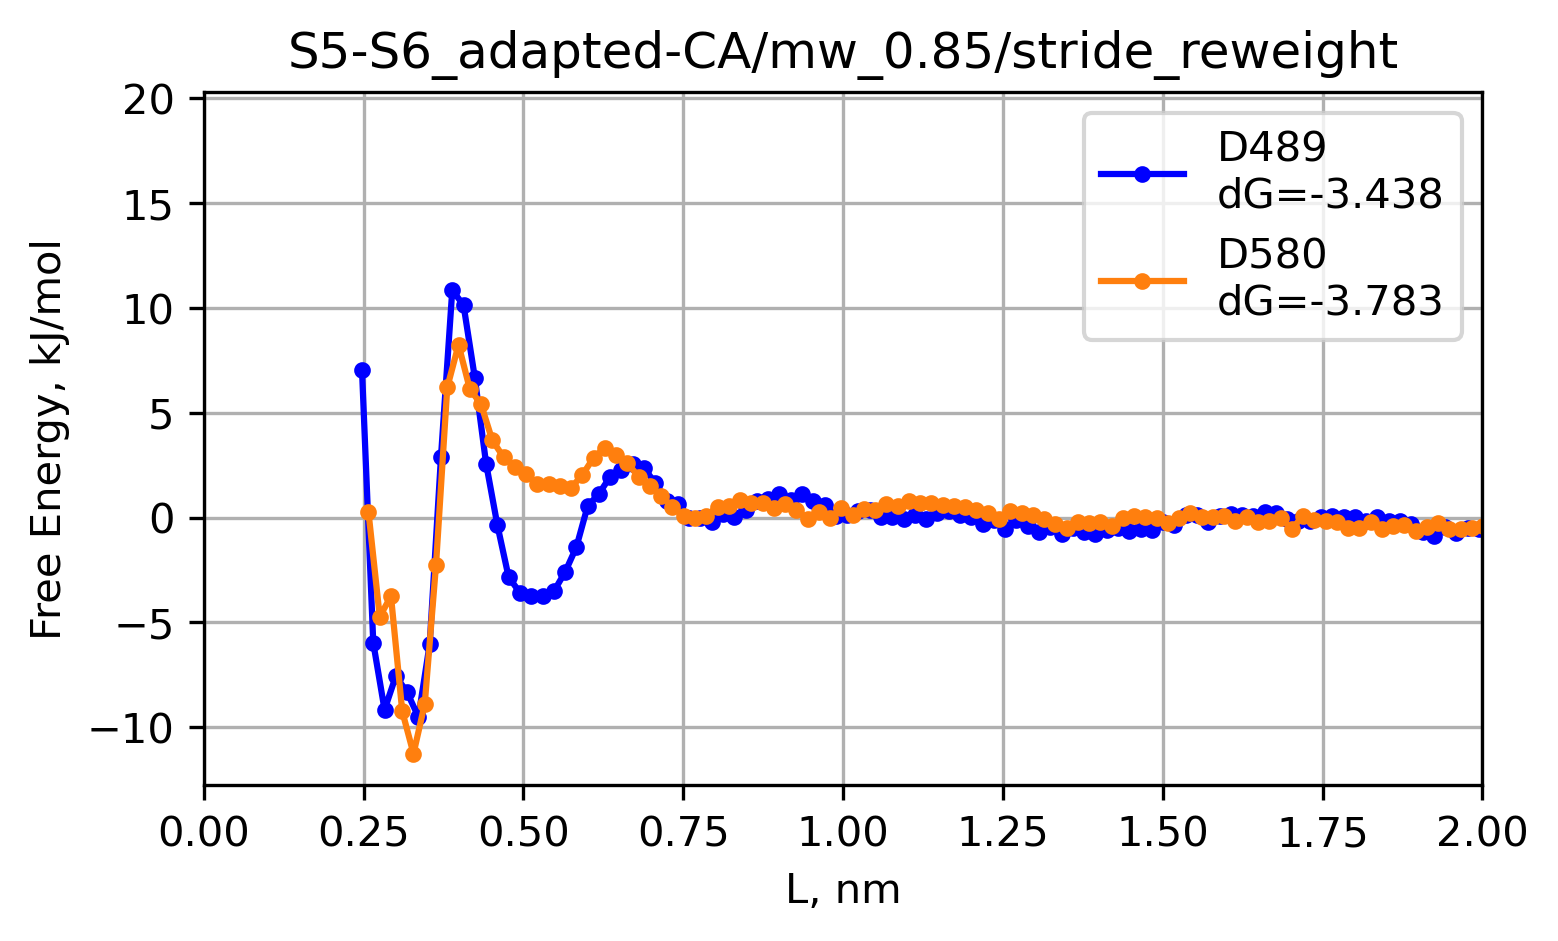 S5-S6_adapted-CA/mw_0.85/stride_reweight
20
15
10
5
0
−5
−10
Free Energy, kJ/mol
D489
dG=-3.438
D580
dG=-3.783
0.00 0.25 0.50 0.75 1.00 1.25 1.50 1.75 2.00
L, nm